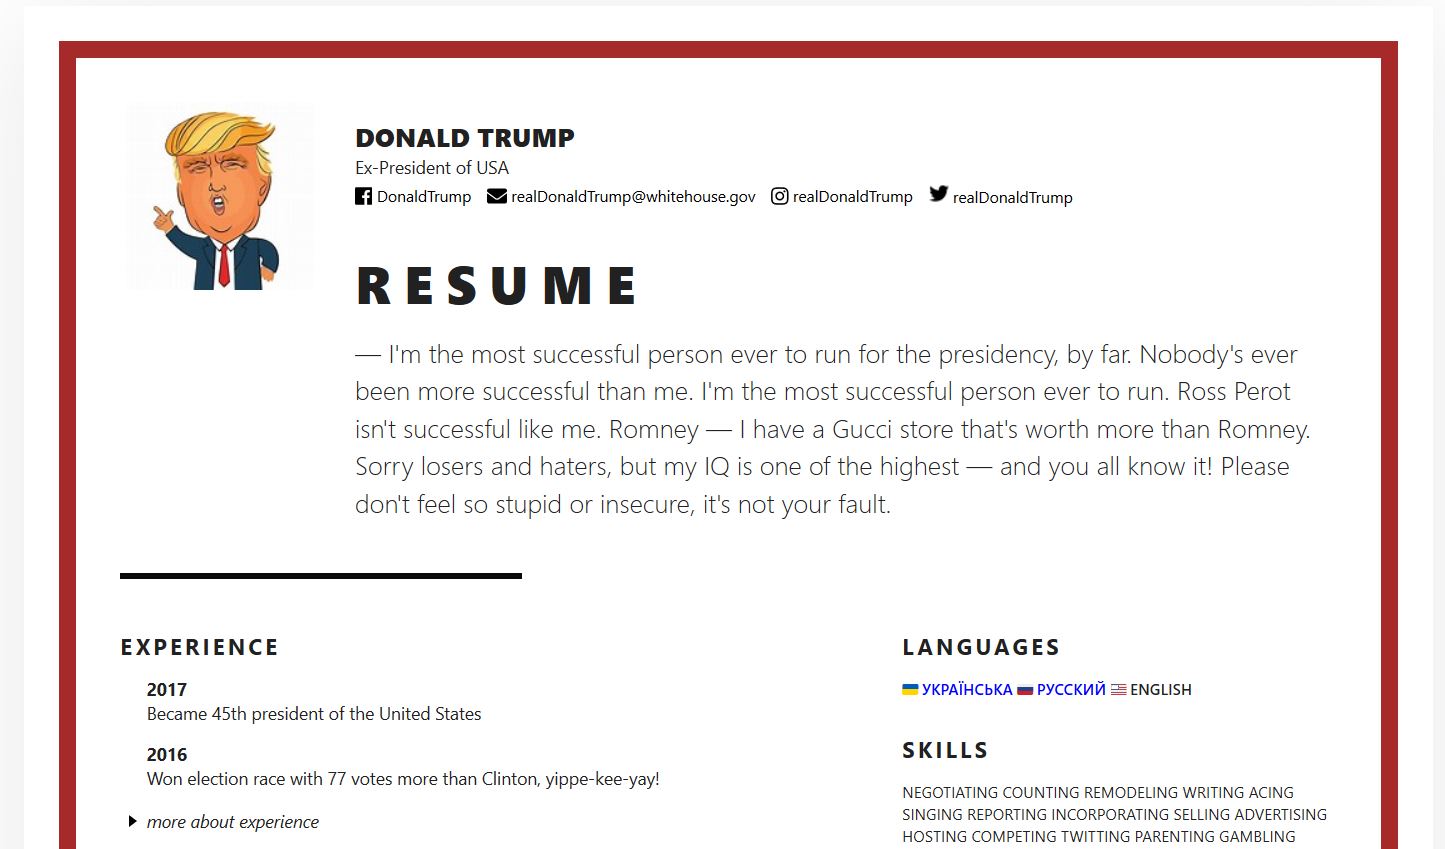 DONALD TRUMP
Ex-President of USA
DonaldTrump realDonaldTrump@whitehouse.gov realDonaldTrump realDonaldTrump
RESUME
— I'm the most successful person ever to run for the presidency, by far. Nobody's ever
been more successful than me. I'm the most successful person ever to run. Ross Perot
isn't successful like me. Romney — I have a Gucci store that's worth more than Romney.
Sorry losers and haters, but my IQ is one of the highest — and you all know it! Please
don't feel so stupid or insecure, it's not your fault.
EXPERIENCE
2017
Became 45th president of the United States
2016
Won election race with 77 votes more than Clinton, yippe-kee-yay!
more about experience
LANGUAGES
УКРАЇНСЬКА РУССКИЙ ENGLISH
SKILLS
NEGOTIATING COUNTING REMODELING WRITING ACING
SINGING REPORTING INCORPORATING SELLING ADVERTISING
HOSTING COMPETING TWITTING PARENTING GAMBLING